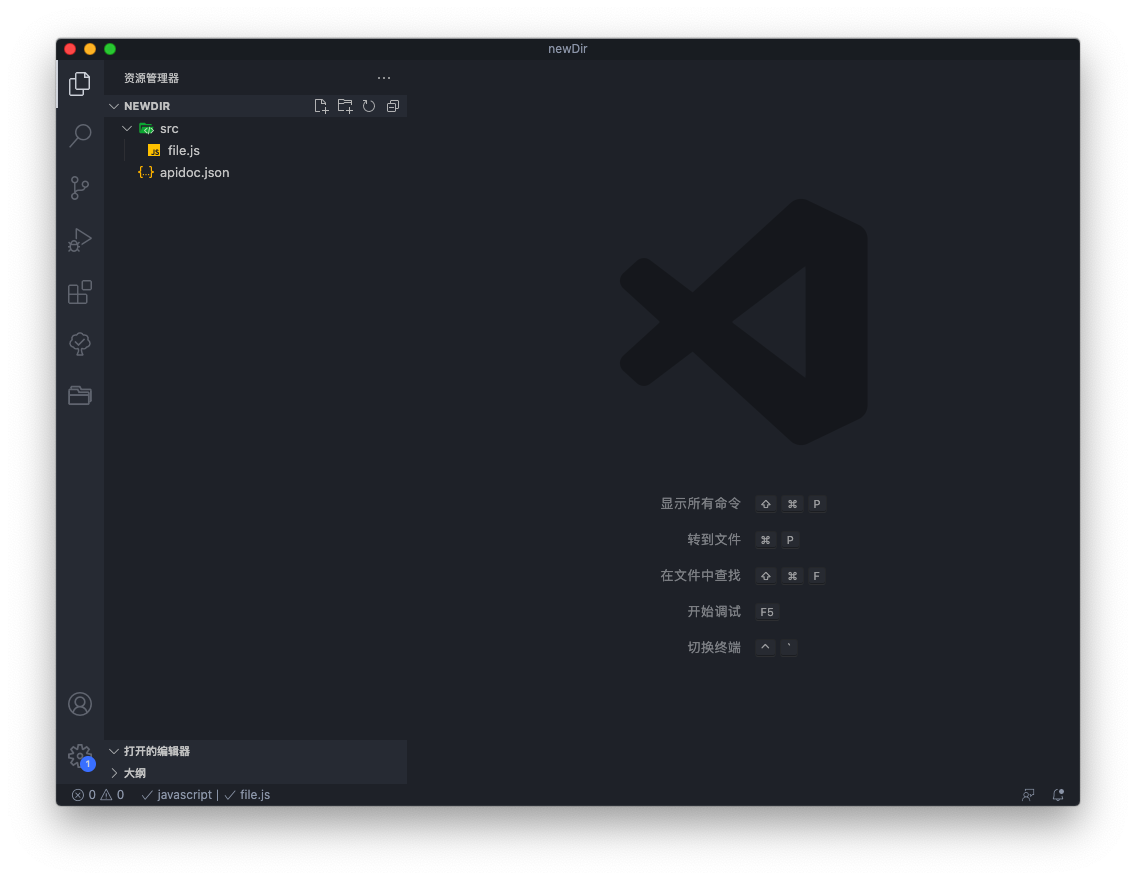 newDir
资源管理器 ···
NEWDIR
src
JS file.js
{..} apidoc.json
显示所有命令 ⇧ ⌘ P
转到文件 ⌘ P
在文件中查找 ⇧ ⌘ F
开始调试 F5
切换终端 ^ `
打开的编辑器
1
大纲
0 0 javascript | file.js